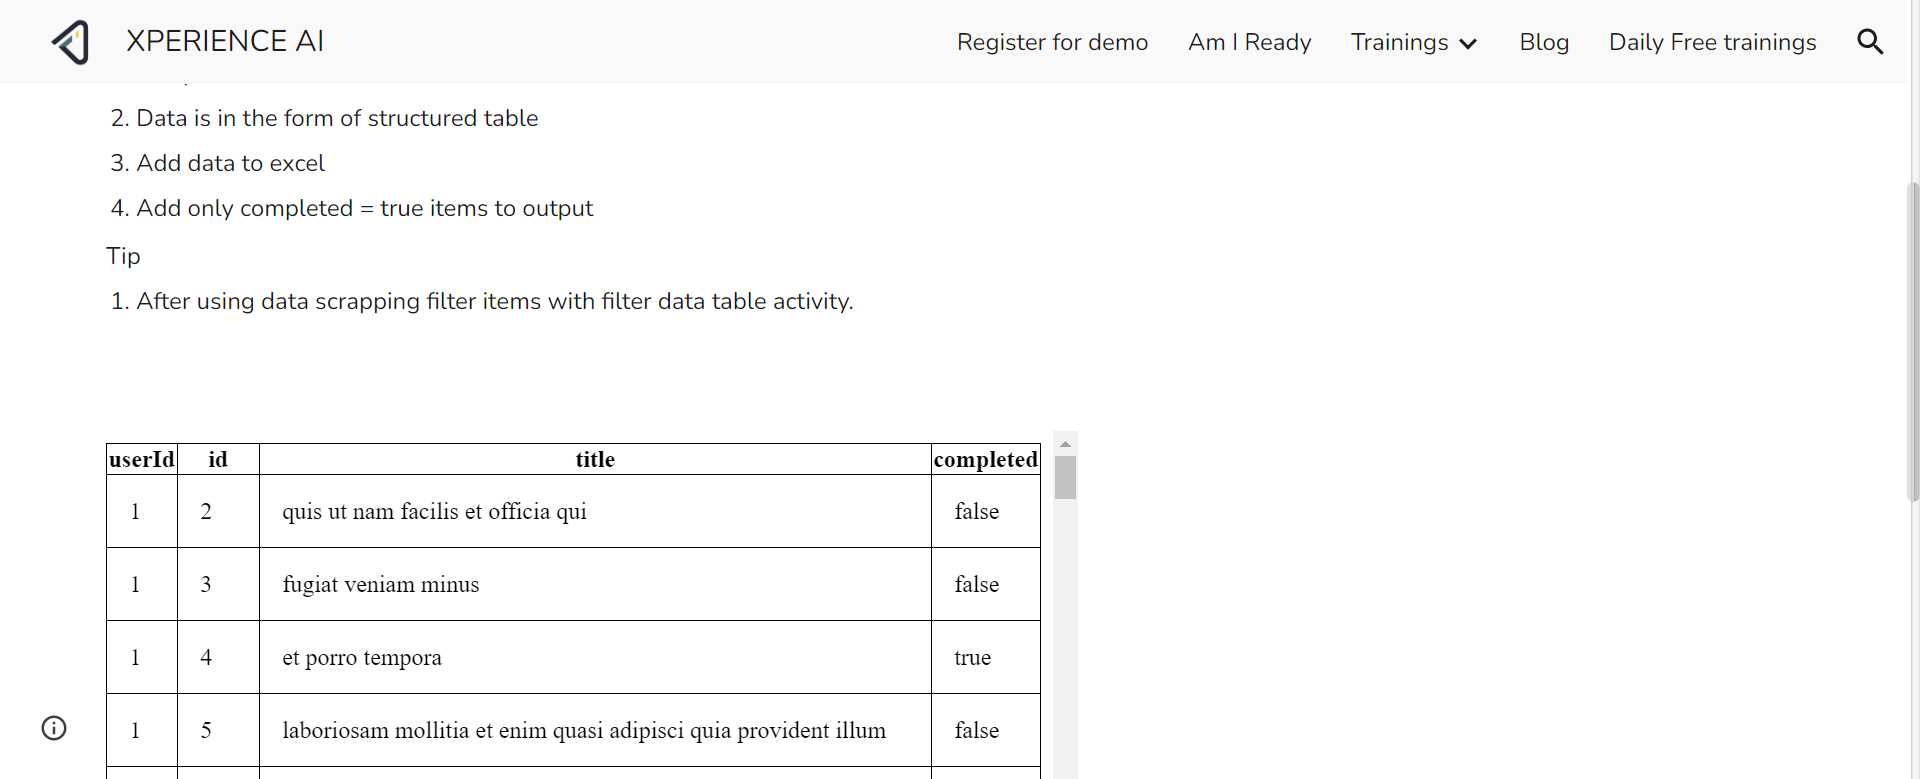 XPERIENCE AI
Register for demo Am I Ready Trainings Blog Daily Free trainings
2. Data is in the form of structured table
3. Add data to excel
4. Add only completed = true items to output
Tip
1. After using data scrapping filter items with filter data table activity.
userId id title completed
1 2 quis ut nam facilis et officia qui false
1 3 fugiat veniam minus false
1 4 et porro tempora true
1 5 laboriosam mollitia et enim quasi adipisci quia provident illum false